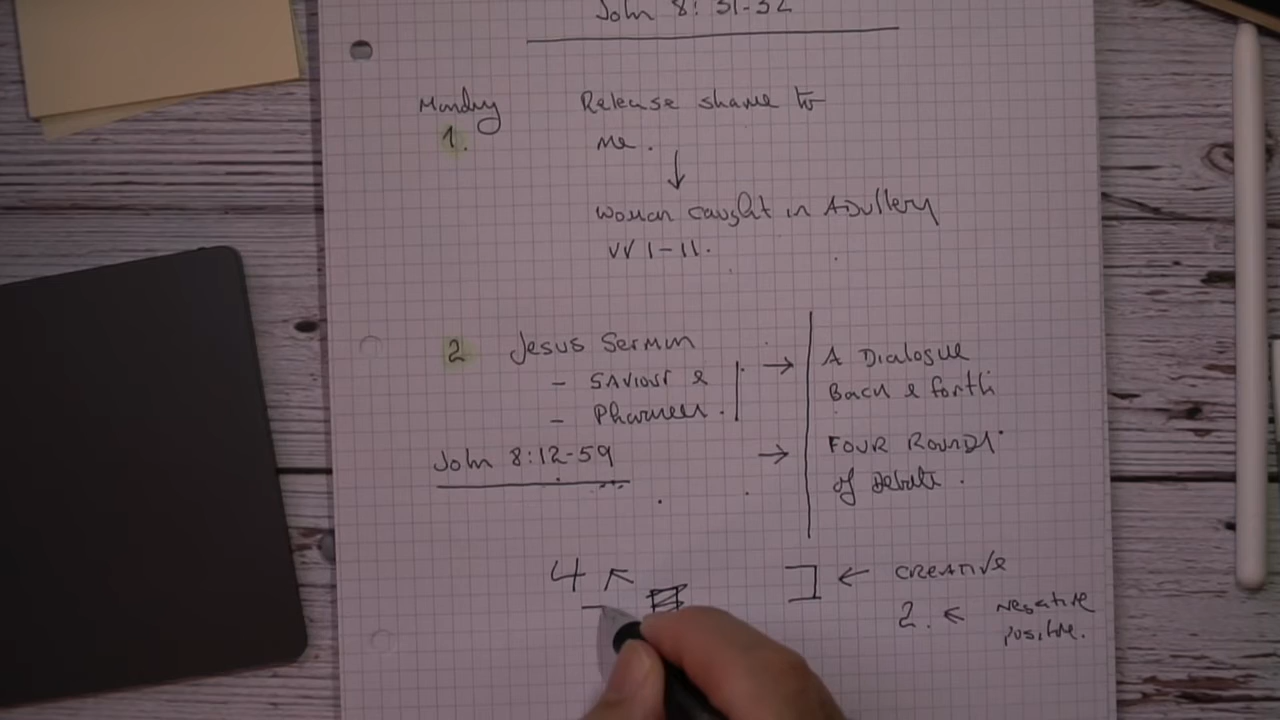 John 8: 31-32
Monday
1.
Release shame to
me.
Woman caught in Adultery
vv 1-11.
2 Jesus Sermon
- Saviour &
- Pharisees.
John 8:12-59
A Dialogue
Back & forth
FOUR ROUNDS
of Debate.
4
CREATIVE
2. Negative
positive.